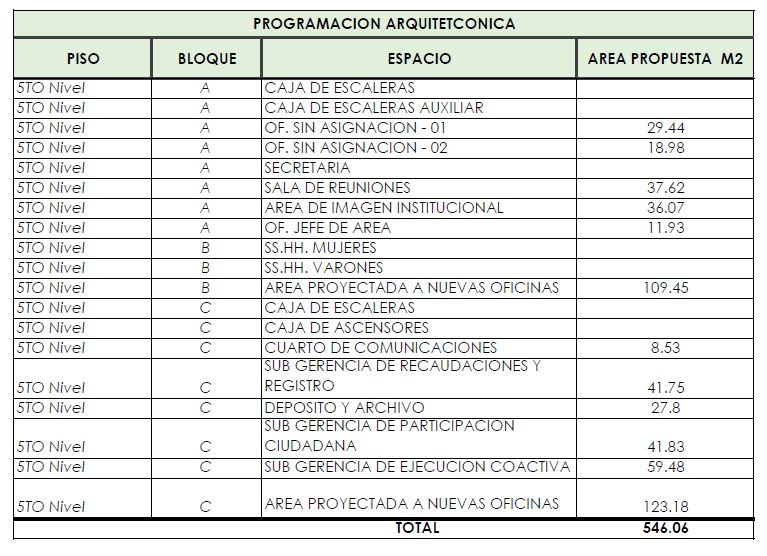 PROGRAMACION ARQUITETCONICA
PISO BLOQUE ESPACIO AREA PROPUESTA M2
5TO Nivel A CAJA DE ESCALERAS
5TO Nivel A CAJA DE ESCALERAS AUXILIAR
5TO Nivel A OF. SIN ASIGNACION - 01 29.44
5TO Nivel A OF. SIN ASIGNACION - 02 18.98
5TO Nivel A SECRETARIA
5TO Nivel A SALA DE REUNIONES 37.62
5TO Nivel A AREA DE IMAGEN INSTITUCIONAL 36.07
5TO Nivel A OF. JEFE DE AREA 11.93
5TO Nivel B SS.HH. MUJERES
5TO Nivel B SS.HH. VARONES
5TO Nivel B AREA PROYECTADA A NUEVAS OFICINAS 109.45
5TO Nivel C CAJA DE ESCALERAS
5TO Nivel C CAJA DE ASCENSORES
5TO Nivel C CUARTO DE COMUNICACIONES 8.53
SUB GERENCIA DE RECAUDACIONES Y
5TO Nivel C REGISTRO 41.75
5TO Nivel C DEPOSITO Y ARCHIVO 27.8
SUB GERENCIA DE PARTICIPACION
5TO Nivel C CIUDADANA 41.83
5TO Nivel C SUB GERENCIA DE EJECUCION COACTIVA 59.48
5TO Nivel C AREA PROYECTADA A NUEVAS OFICINAS 123.18
TOTAL 546.06